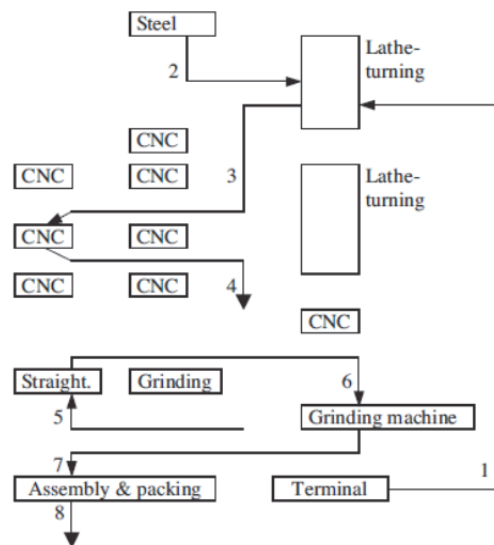 Steel
2
Lathe-
turning
CNC
CNC
CNC
3
Lathe-
turning
CNC
CNC
CNC
CNC
4
CNC
Straight.
Grinding
6
5
Grinding machine
7
1
Assembly & packing
Terminal
8